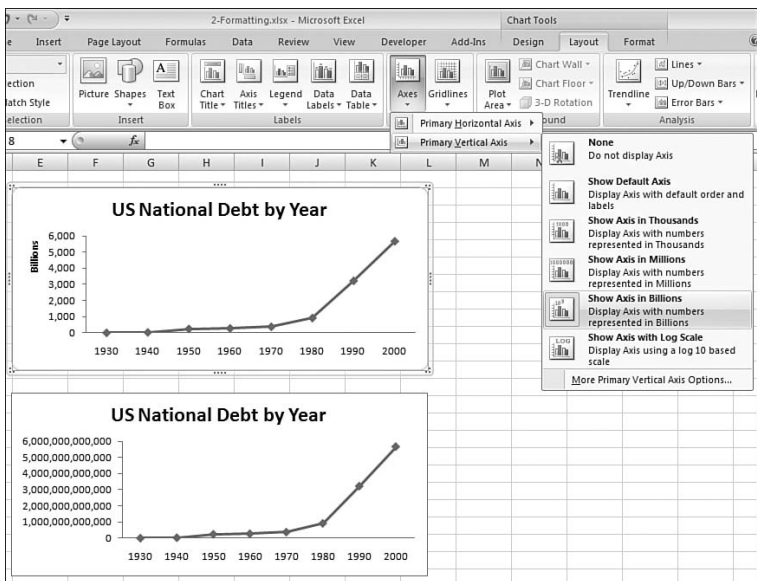 2-Formatting.xlsx - Microsoft Excel
Chart Tools
Insert Page Layout Formulas Data Review View Developer Add-Ins Design Layout Format
Picture Shapes Text Box
Chart Title Axis Titles Legend Data Labels Data Table
Axes Gridlines
Plot Area
Chart Wall
Chart Floor
3-D Rotation
Trendline
Lines
Up/Down Bars
Error Bars
ection
latch Style
election
Insert
Labels
ound
Analysis
Primary Horizontal Axis
Primary Vertical Axis
8
fx
E F G H I J K L M N
None
Do not display Axis
Show Default Axis
Display Axis with default order and
labels
Show Axis in Thousands
Display Axis with numbers
represented in Thousands
Show Axis in Millions
Display Axis with numbers
represented in Millions
Show Axis in Billions
Display Axis with numbers
represented in Billions
Show Axis with Log Scale
Display Axis using a log 10 based
scale
More Primary Vertical Axis Options...
US National Debt by Year
Billions
6,000
5,000
4,000
3,000
2,000
1,000
0
1930 1940 1950 1960 1970 1980 1990 2000
US National Debt by Year
6,000,000,000,000
5,000,000,000,000
4,000,000,000,000
3,000,000,000,000
2,000,000,000,000
1,000,000,000,000
0
1930 1940 1950 1960 1970 1980 1990 2000